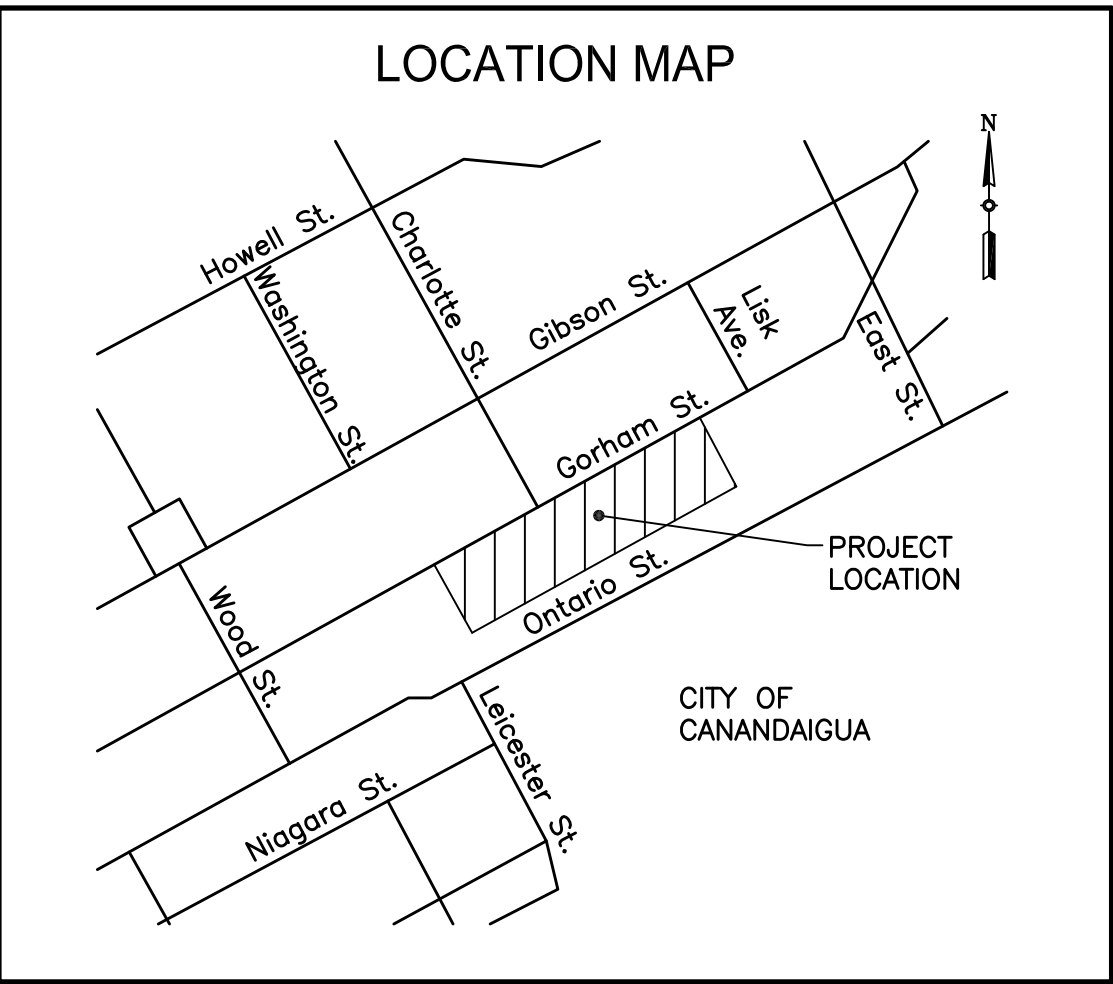 LOCATION MAP
N
Howell St.
Charlotte St.
Washington St.
Gibson St.
Lisk
Ave.
East St.
Gorham St.
PROJECT
LOCATION
Ontario St.
Wood St.
CITY OF
CANANDAIGUA
Leicester St.
Niagara St.